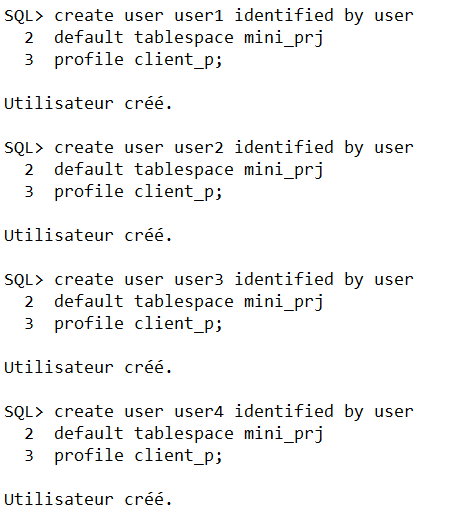 SQL> create user user1 identified by user
  2  default tablespace mini_prj
  3  profile client_p;

Utilisateur créé.

SQL> create user user2 identified by user
  2  default tablespace mini_prj
  3  profile client_p;

Utilisateur créé.

SQL> create user user3 identified by user
  2  default tablespace mini_prj
  3  profile client_p;

Utilisateur créé.

SQL> create user user4 identified by user
  2  default tablespace mini_prj
  3  profile client_p;

Utilisateur créé.